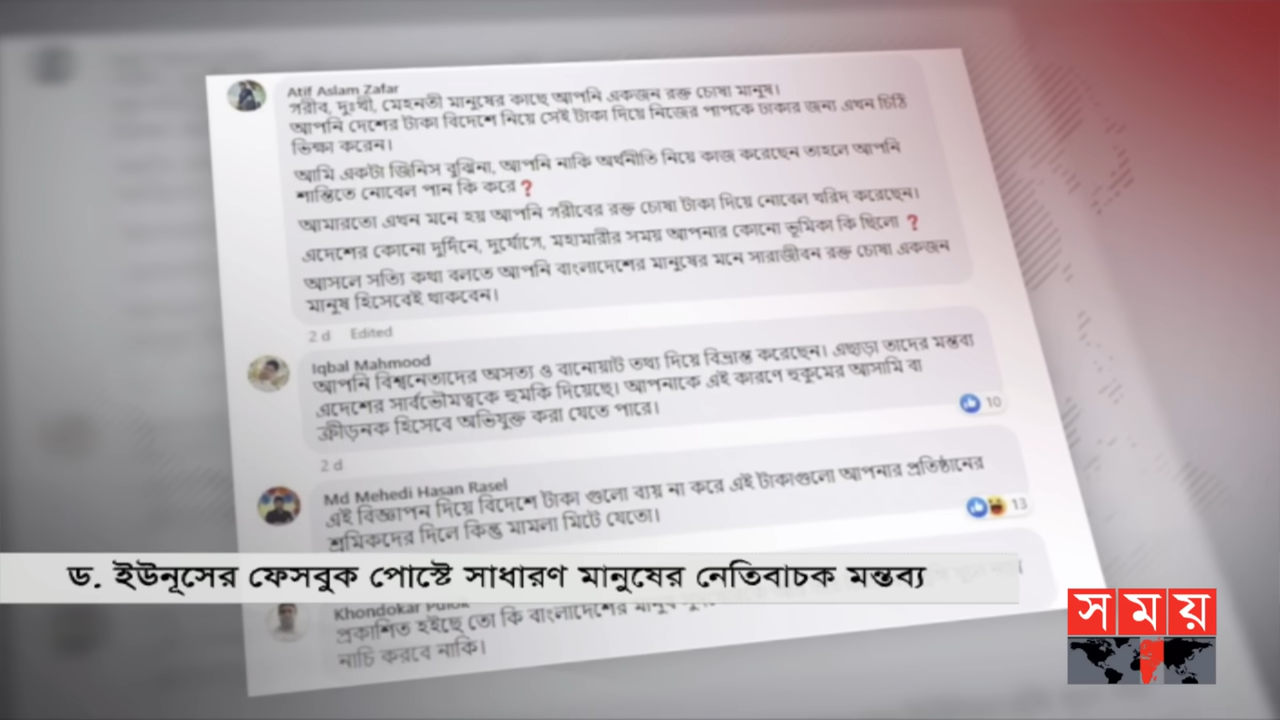 Atif Aslam Zafar
গরীব, দুঃখী, মেহনতী মানুষের কাছে আপনি একজন রক্ত চোষা মানুষ।
আপনি দেশের টাকা বিদেশে নিয়ে সেই টাকা দিয়ে নিজের পাপকে ঢাকার জন্য এখন চিঠি
ভিক্ষা করেন।
আমি একটা জিনিস বুঝিনা, আপনি নাকি অর্থনীতি নিয়ে কাজ করেছেন তাহলে আপনি
শান্তিতে নোবেল পান কি করে❓
আমারতো এখন মনে হয় আপনি গরীবের রক্ত চোষা টাকা দিয়ে নোবেল খরিদ করেছেন।
এদেশের কোনো দুর্দিনে, দুর্যোগে, মহামারীর সময় আপনার কোনো ভূমিকা কি ছিলো ❓
আসলে সত্যি কথা বলতে আপনি বাংলাদেশের মানুষের মনে সারাজীবন রক্ত চোষা একজন
মানুষ হিসেবেই থাকবেন।
2 d Edited
Iqbal Mahmood
আপনি বিশ্বনেতাদের অসত্য ও বানোয়াট তথ্য দিয়ে বিভ্রান্ত করেছেন। এছাড়া তাদের মন্তব্য
এদেশের সার্বভৌমত্বকে হুমকি দিয়েছে। আপনাকে এই কারণে হুকুমের আসামি বা
ক্রীড়নক হিসেবে অভিযুক্ত করা যেতে পারে।
10
2 d
Md Mehedi Hasan Rasel
এই বিজ্ঞাপন দিয়ে বিদেশে টাকা গুলো ব্যয় না করে এই টাকাগুলো আপনার প্রতিষ্ঠানের
শ্রমিকদের দিলে কিন্তু মামলা মিটে যেতো।
13
ড. ইউনূসের ফেসবুক পোস্টে সাধারণ মানুষের নেতিবাচক মন্তব্য
Khondokar
প্রকাশিত হইছে তো কি বাংলাদেশের মানুষ
নাচি করবে নাকি।
সময়